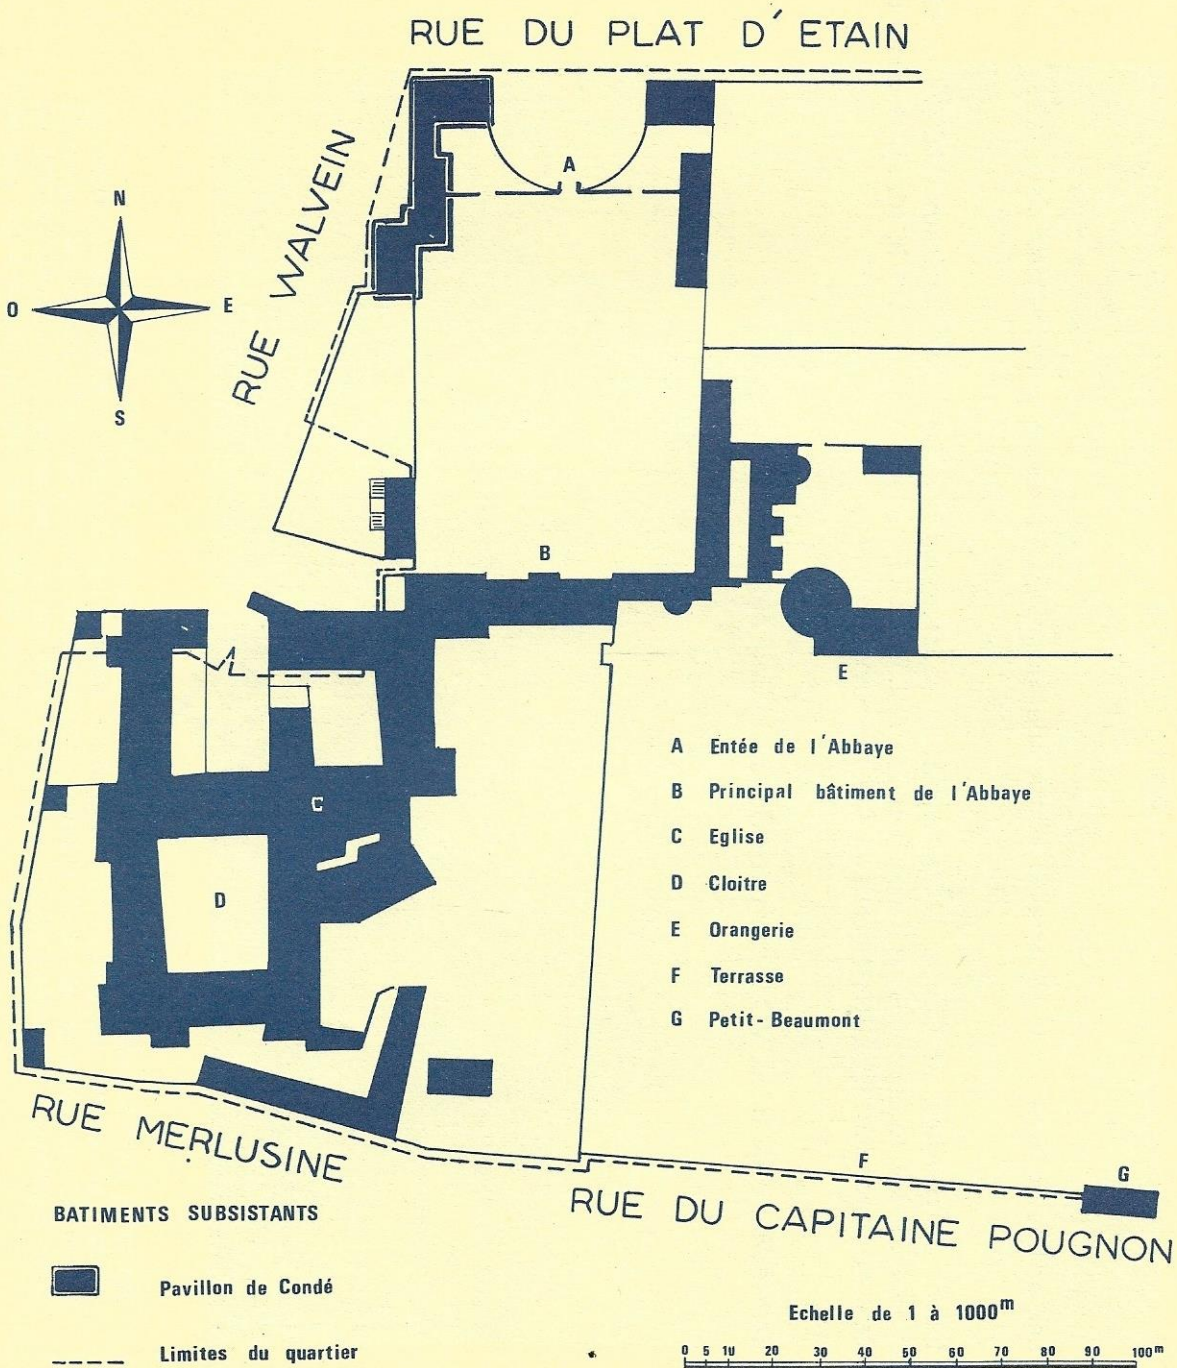 RUE DU PLAT D'ETAIN
RUE WALVEIN
N
O
E
S
A
B
C
D
E
A Entée de l'Abbaye
B Principal bâtiment de l'Abbaye
C Eglise
D Cloitre
E Orangerie
F Terrasse
G Petit-Beaumont
F
G
RUE MERLUSINE
RUE DU CAPITAINE POUGNON
BATIMENTS SUBSISTANTS
Pavillon de Condé
Limites du quartier
Echelle de 1 à 1000m
0 5 10 20 30 40 50 60 70 80 90 100m